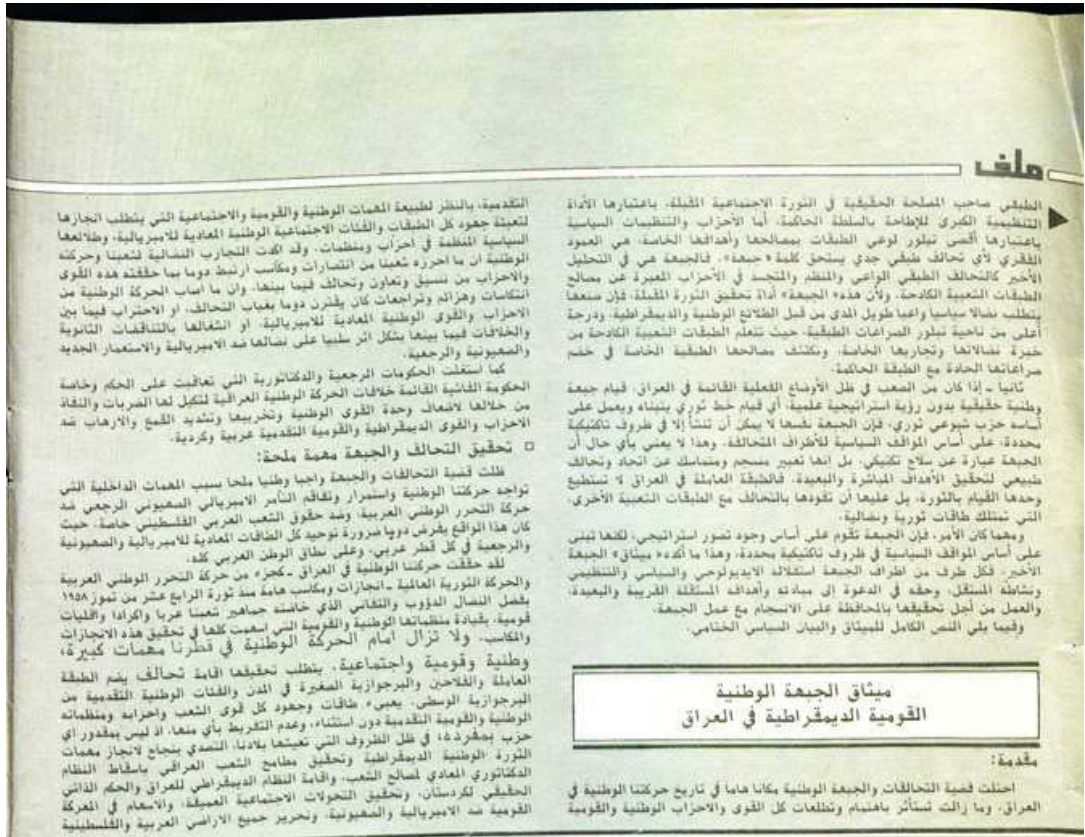 ملف
الطبقي صاحب المصلحة الحقيقية في الثورة الاجتماعية المقبلة، باعتبارها الأداة
التنظيمية الكبرى للإطاحة بالسلطة الحاكمة، أما الأحزاب والتنظيمات السياسية
باعتبارها أقصى تبلور لوعي الطبقات بمصالحها وأهدافها الخاصة، هي العمود
الفقري لأي تحالف طبقي جدي يستحق كلمة «جبهة». فالجبهة هي في التحليل
الأخير كالتحالف الطبقي الواعي والمنظم والمتجسد في الأحزاب المعبرة عن مصالح
الطبقات الشعبية الكادحة، ولأن هذه «الجبهة» أداة تحقيق الثورة المقبلة، فإن صنعها
يتطلب نضالا سياسيا واعيا طويل المدى من قبل الطلائع الوطنية والديمقراطية، ودرجة
أعلى من ناحية تبلور الصراعات الطبقية، حيث تتعلم الطبقات الشعبية الكادحة من
خبرة نضالاتها وتجاربها الخاصة، وتكتشف مصالحها الطبقية الخاصة في خضم
صراعاتها الحادة مع الطبقة الحاكمة.
ثانيا ـ إذا كان من الصعب في ظل الأوضاع الفعلية القائمة في العراق، قيام جبهة
وطنية حقيقية بدون رؤية استراتيجية علمية، أي قيام خط ثوري يتبناه ويعمل على
أساسه حزب شيوعي ثوري، فإن الجبهة نفسها لا يمكن أن تنشأ إلا في ظروف تاكتيكية
محددة، على أساس المواقف السياسية للأطراف المتحالفة. وهذا لا يعني بأي حال أن
الجبهة عبارة عن سلاح تكتيكي، بل انها تعبير منسجم ومتماسك عن اتحاد وتحالف
طبيعي لتحقيق الأهداف المباشرة والبعيدة. فالطبقة العاملة في العراق لا تستطيع
وحدها القيام بالثورة، بل عليها أن تقودها بالتحالف مع الطبقات الشعبية الأخرى،
التي تمتلك طاقات ثورية ونضالية.
ومهما كان الأمر، فإن الجبهة تقوم على أساس وجود تصور استراتيجي، لكنها تبنى
على أساس المواقف السياسية في ظروف تاكتيكية محددة، وهذا ما أكده «ميثاق» الجبهة
الأخير. فكل طرف من اطراف الجبهة استقلاله الايديولوجي والسياسي والتنظيمي
ونشاطه المستقل، وحقه في الدعوة إلى مبادئه وأهدافه المستقلة القريبة والبعيدة،
والعمل من أجل تحقيقها بالمحافظة على الانسجام مع عمل الجبهة.
وفيما يلي النص الكامل للميثاق والبيان السياسي الختامي.
ميثاق الجبهة الوطنية
القومية الديمقراطية في العراق
مقدمة:
احتلت قضية التحالفات والجبهة الوطنية مكانا هاما في تاريخ حركتنا الوطنية في
العراق، وما زالت تستأثر باهتمام وتطلعات كل القوى والاحزاب الوطنية والقومية
التقدمية، بالنظر لطبيعة المهمات الوطنية والقومية والاجتماعية التي يتطلب انجازها
لتعبئة جهود كل الطبقات والفئات الاجتماعية الوطنية المعادية للامبريالية، وطلائعها
السياسية المنظمة في احزاب ومنظمات. وقد اكدت التجارب النضالية لشعبنا وحركته
الوطنية ان ما احرزه شعبنا من انتصارات ومكاسب ارتبط دوما بما حققته هذه القوى
والاحزاب من تنسيق وتعاون وتحالف فيما بينها، وان ما اصاب الحركة الوطنية من
انتكاسات وهزائم وتراجعات كان يقترن دوما بغياب التحالف، او الاحتراب فيما بين
الاحزاب والقوى الوطنية المعادية للامبريالية، او انشغالها بالتناقضات الثانوية
والخلافات فيما بينها بشكل اثر سلبيا على نضالها ضد الامبريالية والاستعمار الجديد
والصهيونية والرجعية.
كما استغلت الحكومات الرجعية والدكتاتورية التي تعاقبت على الحكم وخاصة
الحكومة الفاشية القائمة خلافات الحركة الوطنية العراقية لتكيل لها الضربات والنفاذ
من خلالها لاضعاف وحدة القوى الوطنية وتخريبها وتشديد القمع والارهاب ضد
الاحزاب والقوى الديمقراطية والقومية التقدمية عربية وكردية.
□ تحقيق التحالف والجبهة مهمة ملحة:
ظلت قضية التحالفات والجبهة واجبا وطنيا ملحا بسبب المهمات الداخلية التي
تواجه حركتنا الوطنية واستمرار وتفاقم التآمر الامبريالي الصهيوني الرجعي ضد
حركة التحرر الوطني العربية، وضد حقوق الشعب العربي الفلسطيني خاصة، حيث
كان هذا الواقع يفرض دوما ضرورة توحيد كل الطاقات المعادية للامبريالية والصهيونية
والرجعية في كل قطر عربي، وعلى نطاق الوطن العربي كله.
لقد حققت حركتنا الوطنية في العراق ـ كجزء من حركة التحرر الوطني العربية
والحركة الثورية العالمية ـ انجازات ومكاسب هامة منذ ثورة الرابع عشر من تموز ١٩٥٨
بفضل النضال الدؤوب والتفاني الذي خاضته جماهير شعبنا عربا واكرادا واقليات
قومية، بقيادة منظماتها الوطنية والقومية التي اسهمت كلها في تحقيق هذه الانجازات
والمكاسب. ولا تزال أمام الحركة الوطنية في قطرنا مهمات كبيرة،
وطنية وقومية واجتماعية، يتطلب تحقيقها اقامة تحالف يضم الطبقة
العاملة والفلاحين والبرجوازية الصغيرة في المدن والفئات الوطنية التقدمية من
البرجوازية الوسطى، يعبىء طاقات وجهود كل قوى الشعب واحزابه ومنظماته
الوطنية والقومية التقدمية دون استثناء، وعدم التفريط بأي منها، اذ ليس بمقدور اي
حزب بمفرده، في ظل الظروف التي تعيشها بلادنا، التصدي بنجاح لانجاز مهمات
الثورة الوطنية الديمقراطية وتحقيق مطامح الشعب العراقي باسقاط النظام
الدكتاتوري المعادي لمصالح الشعب، واقامة النظام الديمقراطي للعراق والحكم الذاتي
الحقيقي لكردستان، وتحقيق التحولات الاجتماعية العميقة، والاسهام في المعركة
القومية ضد الامبريالية والصهيونية، وتحرير جميع الاراضي العربية والفلسطينية